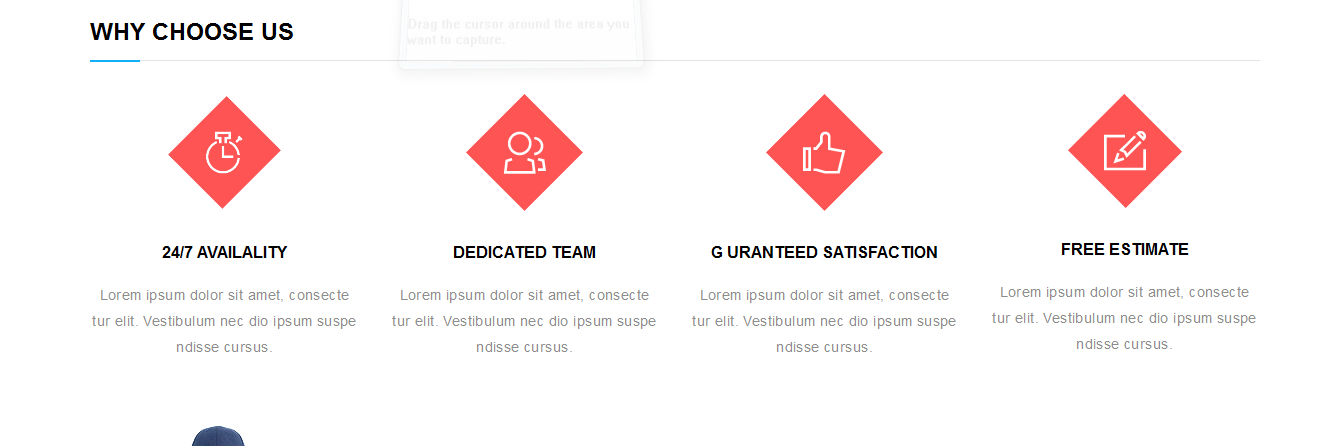 WHY CHOOSE US
Drag the cursor around the area you
want to capture.
24/7 AVAILALITY
Lorem ipsum dolor sit amet, consecte
tur elit. Vestibulum nec dio ipsum suspe
ndisse cursus.
DEDICATED TEAM
Lorem ipsum dolor sit amet, consecte
tur elit. Vestibulum nec dio ipsum suspe
ndisse cursus.
G URANTEED SATISFACTION
Lorem ipsum dolor sit amet, consecte
tur elit. Vestibulum nec dio ipsum suspe
ndisse cursus.
FREE ESTIMATE
Lorem ipsum dolor sit amet, consecte
tur elit. Vestibulum nec dio ipsum suspe
ndisse cursus.